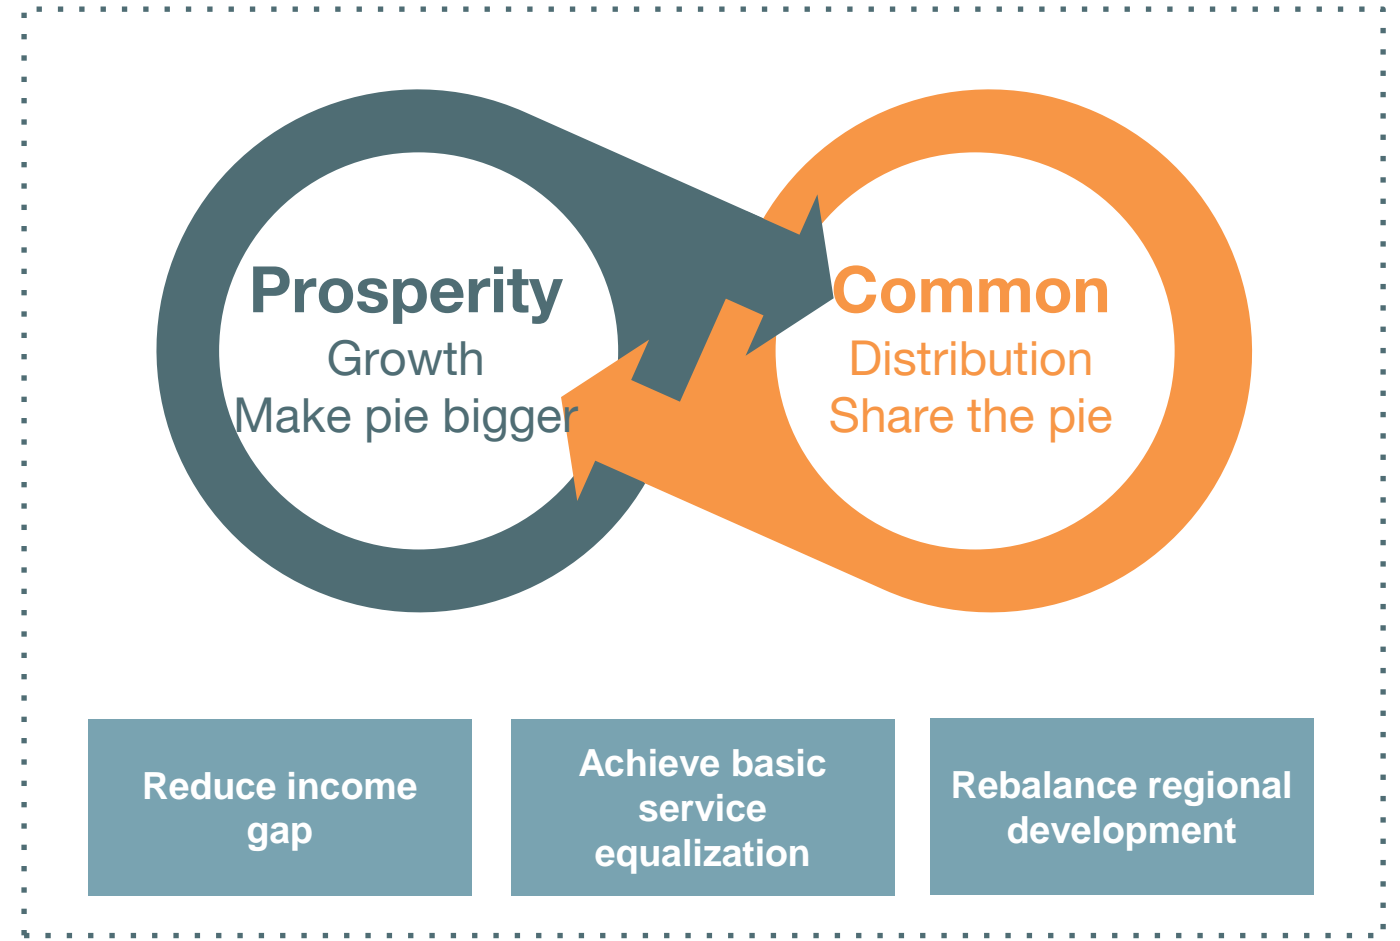 Prosperity
Growth
Make pie bigger
Common
Distribution
Share the pie
Reduce income
gap
Achieve basic
service
equalization
Rebalance regional
development